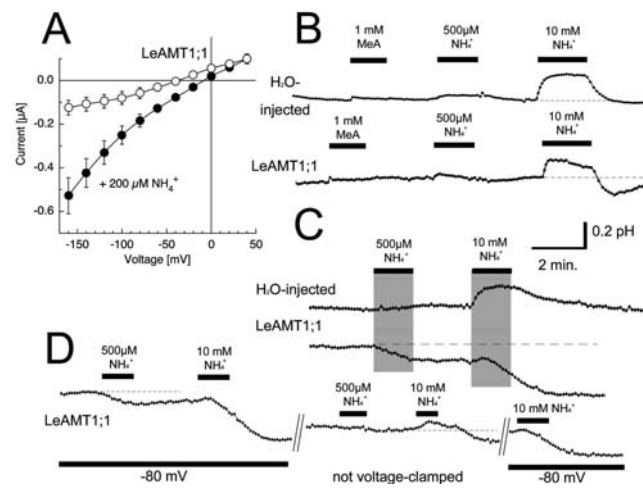 A
LeAMT1;1
0.0
-0.2
-0.4
-0.6
Current [µA]
+ 200 µM NH₄⁺
-150
-100
-50
0
50
Voltage [mV]
B
1 mM
MeA
500µM
NH₄⁺
10 mM
NH₄⁺
H₂O-
injected
1 mM
MeA
500µM
NH₄⁺
10 mM
NH₄⁺
LeAMT1;1
C
0.2 pH
2 min.
500µM
NH₄⁺
10 mM
NH₄⁺
H₂O-injected
LeAMT1;1
D
500µM
NH₄⁺
10 mM
NH₄⁺
LeAMT1;1
-80 mV
500µM
NH₄⁺
10 mM
NH₄⁺
not voltage-clamped
10 mM NH₄⁺
-80 mV